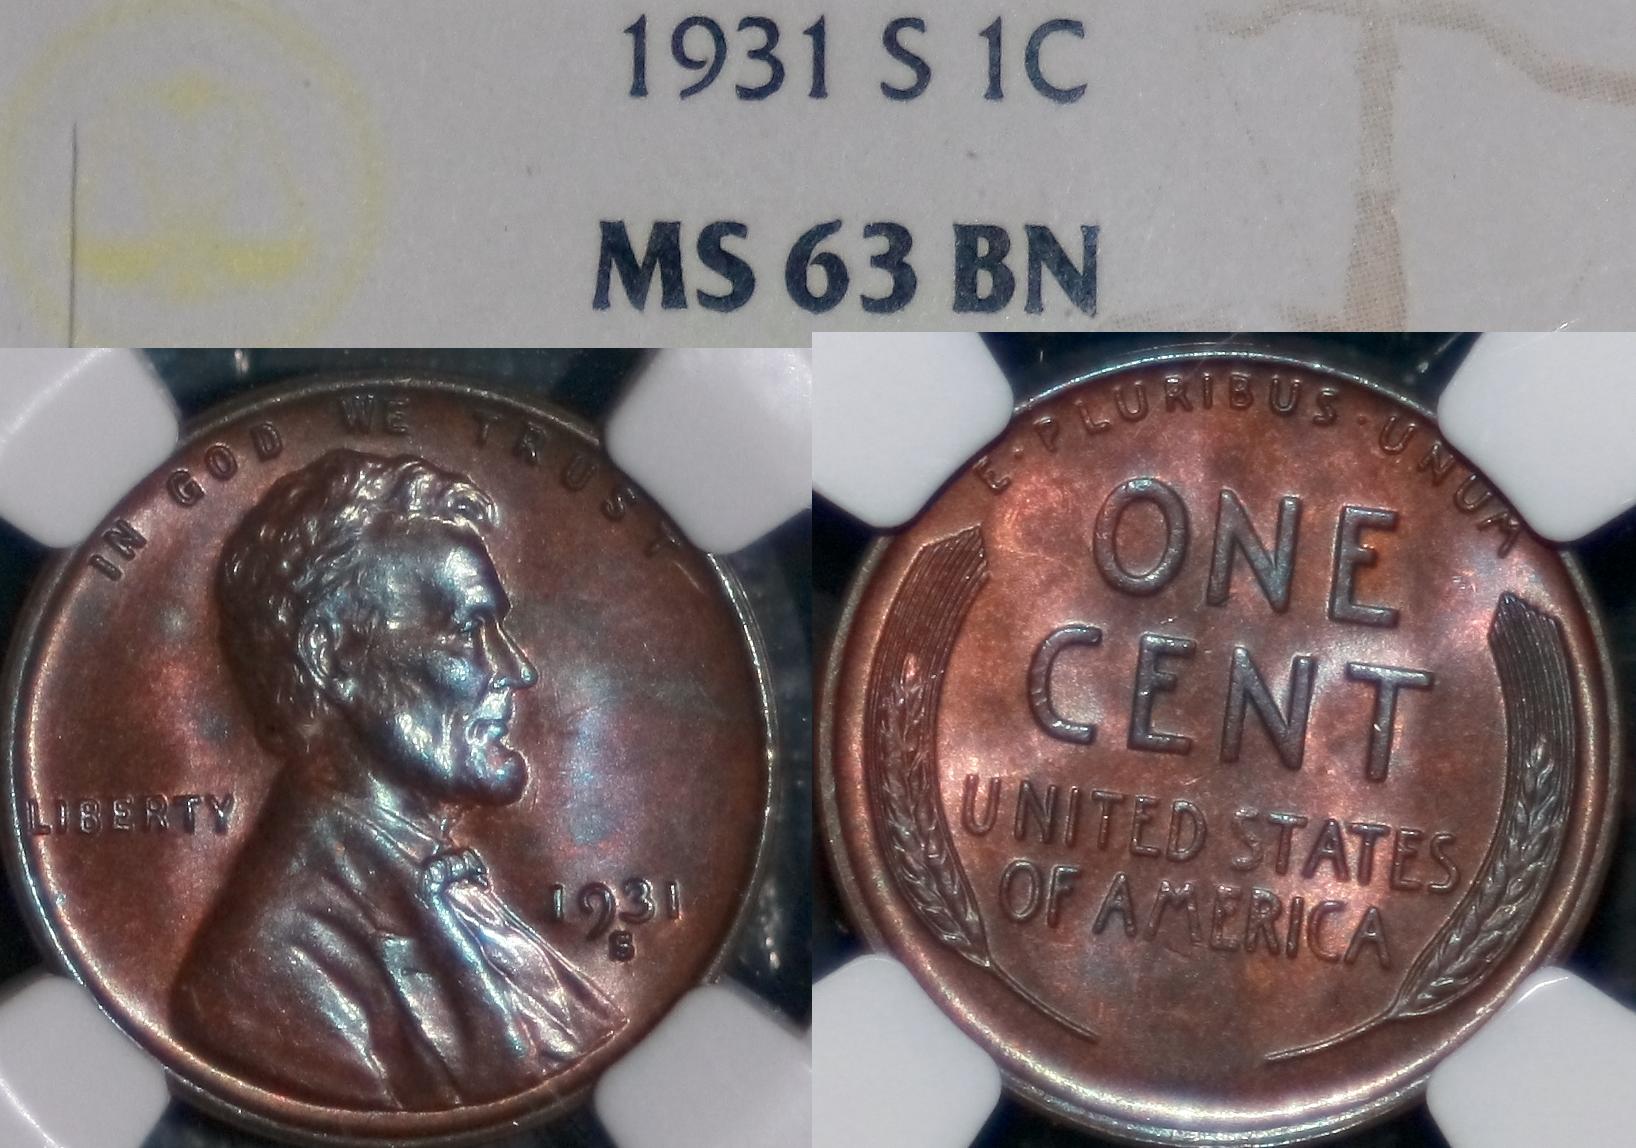 1931 S 1C
MS 63 BN
IN GOD WE TRUST
LIBERTY
1931
S
E·PLURIBUS·UNUM
ONE
CENT
UNITED STATES
OF AMERICA